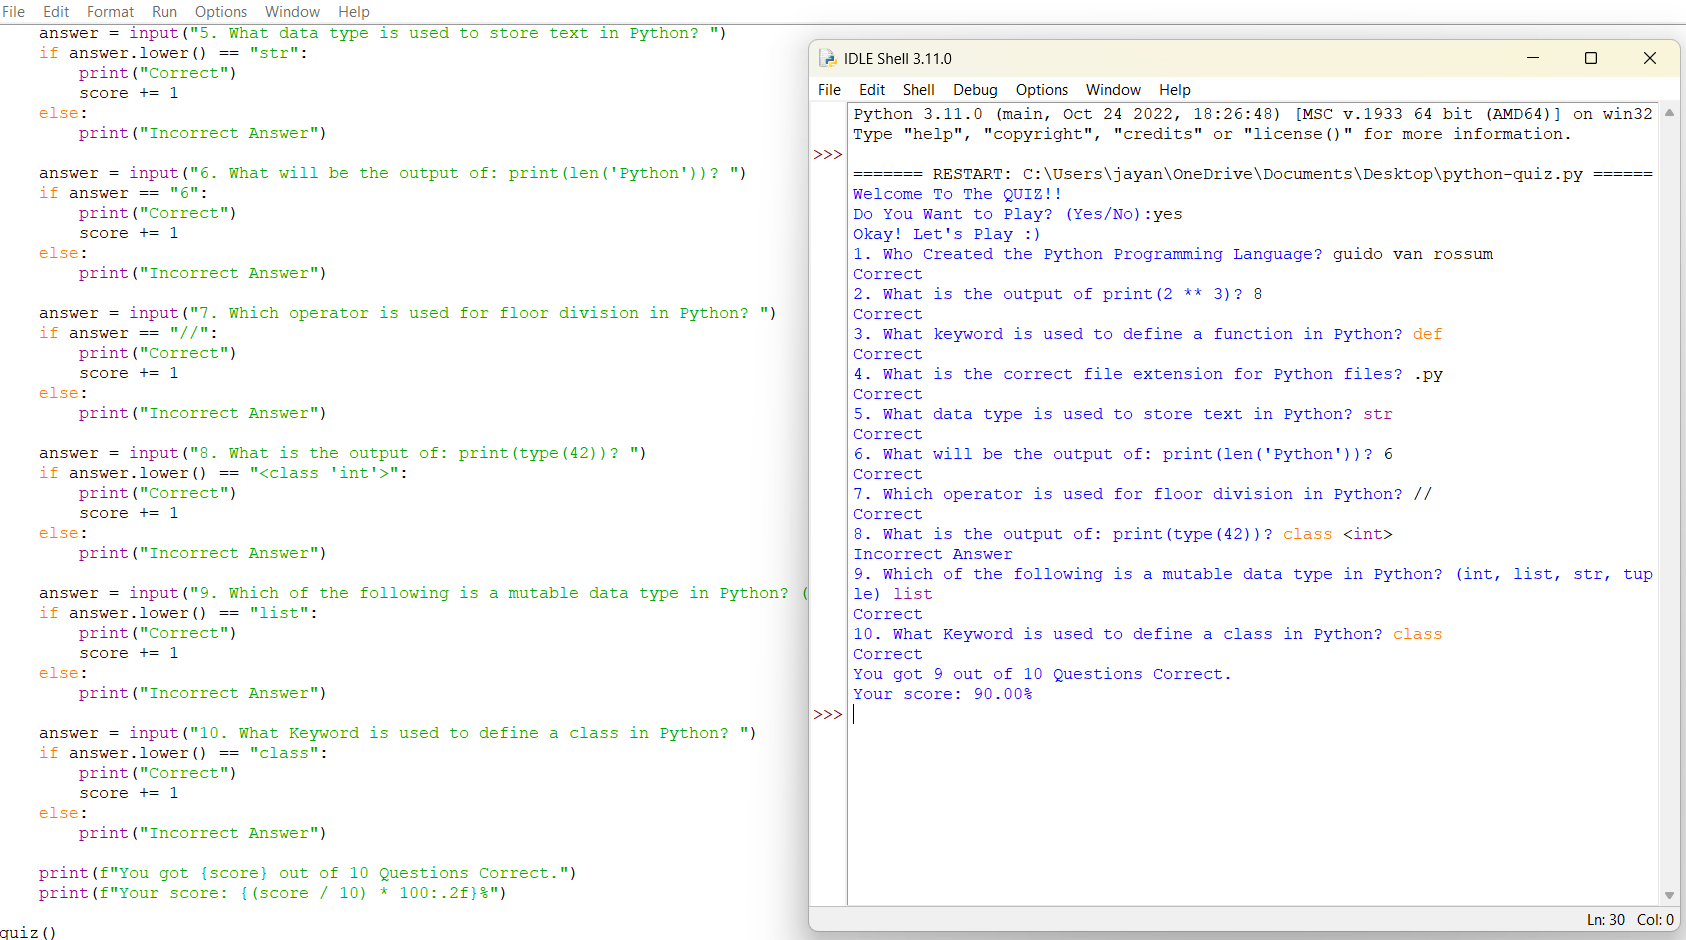 File Edit Format Run Options Window Help
    answer = input("5. What data type is used to store text in Python? ")
    if answer.lower() == "str":
        print("Correct")
        score += 1
    else:
        print("Incorrect Answer")

    answer = input("6. What will be the output of: print(len('Python'))? ")
    if answer == "6":
        print("Correct")
        score += 1
    else:
        print("Incorrect Answer")

    answer = input("7. Which operator is used for floor division in Python? ")
    if answer == "//":
        print("Correct")
        score += 1
    else:
        print("Incorrect Answer")

    answer = input("8. What is the output of: print(type(42))? ")
    if answer.lower() == "<class 'int'>":
        print("Correct")
        score += 1
    else:
        print("Incorrect Answer")

    answer = input("9. Which of the following is a mutable data type in Python? (
    if answer.lower() == "list":
        print("Correct")
        score += 1
    else:
        print("Incorrect Answer")

    answer = input("10. What Keyword is used to define a class in Python? ")
    if answer.lower() == "class":
        print("Correct")
        score += 1
    else:
        print("Incorrect Answer")

    print(f"You got {score} out of 10 Questions Correct.")
    print(f"Your score: {(score / 10) * 100:.2f}%")

quiz()
IDLE Shell 3.11.0
File Edit Shell Debug Options Window Help
Python 3.11.0 (main, Oct 24 2022, 18:26:48) [MSC v.1933 64 bit (AMD64)] on win32
Type "help", "copyright", "credits" or "license()" for more information.
>>>
======= RESTART: C:\Users\jayan\OneDrive\Documents\Desktop\python-quiz.py ======
Welcome To The QUIZ!!
Do You Want to Play? (Yes/No):yes
Okay! Let's Play :)
1. Who Created the Python Programming Language? guido van rossum
Correct
2. What is the output of print(2 ** 3)? 8
Correct
3. What keyword is used to define a function in Python? def
Correct
4. What is the correct file extension for Python files? .py
Correct
5. What data type is used to store text in Python? str
Correct
6. What will be the output of: print(len('Python'))? 6
Correct
7. Which operator is used for floor division in Python? //
Correct
8. What is the output of: print(type(42))? class <int>
Incorrect Answer
9. Which of the following is a mutable data type in Python? (int, list, str, tup
le) list
Correct
10. What Keyword is used to define a class in Python? class
Correct
You got 9 out of 10 Questions Correct.
Your score: 90.00%
>>>
Ln: 30 Col: 0